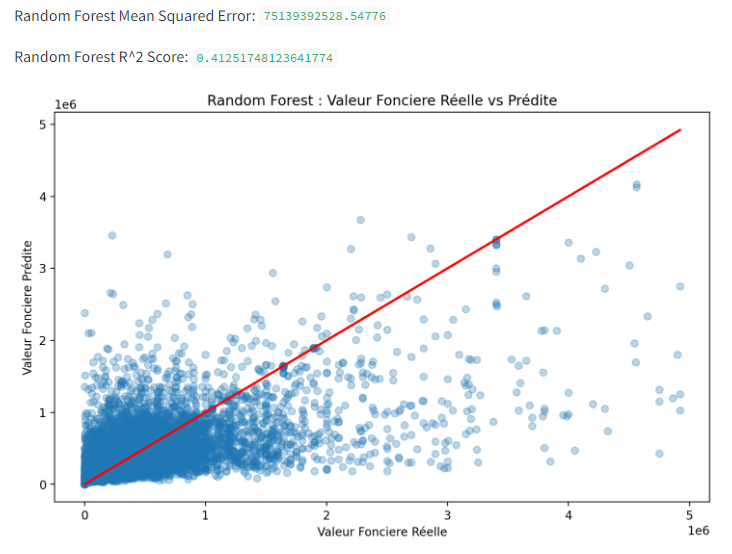 Random Forest Mean Squared Error: 75139392528.54776
Random Forest R^2 Score: 0.41251748123641774
Random Forest : Valeur Fonciere Réelle vs Prédite
1e6
5
4
3
2
1
0
Valeur Fonciere Prédite
0 1 2 3 4 5
1e6
Valeur Fonciere Réelle